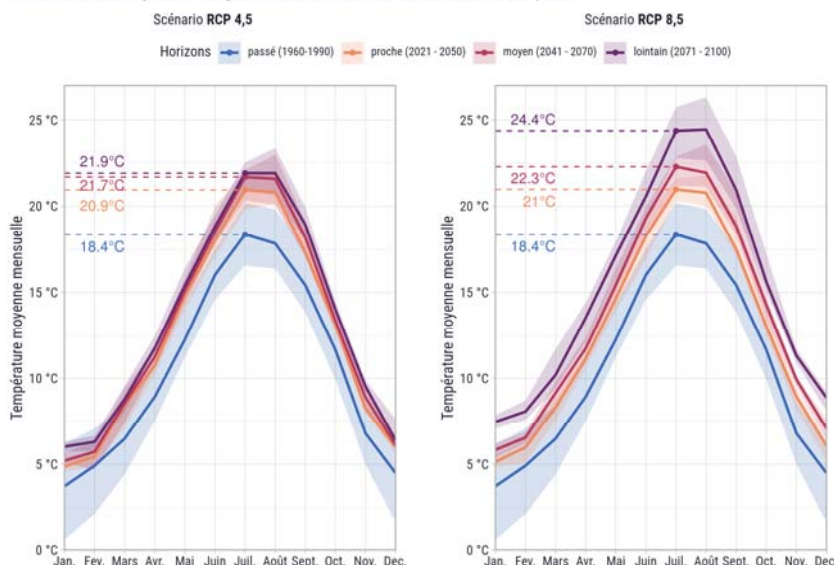 Scénario RCP 4,5
Scénario RCP 8,5
Horizons passé (1960-1990) proche (2021 - 2050) moyen (2041 - 2070) lointain (2071 - 2100)
Température moyenne mensuelle
25 °C
20 °C
15 °C
10 °C
5 °C
0 °C
21.9°C
21.7°C
20.9°C
18.4°C
Jan. Fev. Mars Avr. Mai Juin Juil. Août Sept. Oct. Nov. Dec.
Température moyenne mensuelle
25 °C
20 °C
15 °C
10 °C
5 °C
0 °C
24.4°C
22.3°C
21°C
18.4°C
Jan. Fev. Mars Avr. Mai Juin Juil. Août Sept. Oct. Nov. Dec.